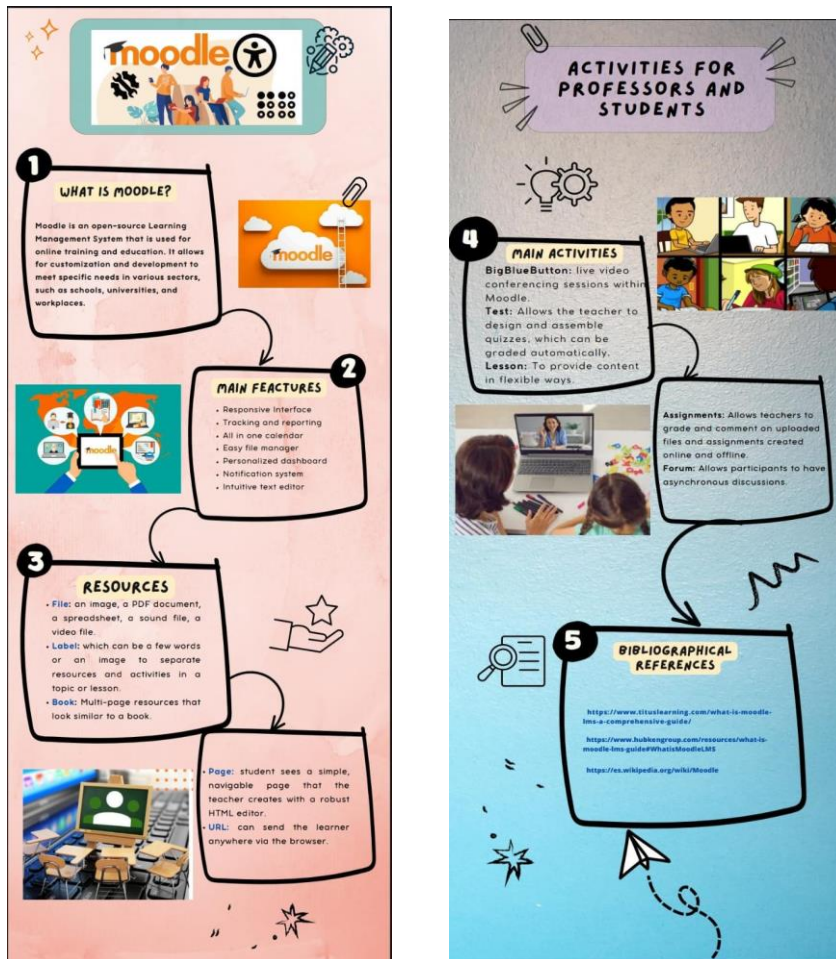 moodle
1
WHAT IS MOODLE?
Moodle is an open-source Learning
Management System that is used for
online training and education. It allows
for customization and development to
meet specific needs in various sectors,
such as schools, universities, and
workplaces.
moodle
2
MAIN FEACTURES
• Responsive Interface
• Tracking and reporting
• All in one calendar
• Easy file manager
• Personalized dashboard
• Notification system
• Intuitive text editor
moodle
3
RESOURCES
• File: an image, a PDF document,
a spreadsheet, a sound file, a
video file.
• Label: which can be a few words
or an image to separate
resources and activities in a
topic or lesson.
• Book: Multi-page resources that
look similar to a book.
• Page: student sees a simple,
navigable page that the
teacher creates with a robust
HTML editor.
• URL: can send the learner
anywhere via the browser.
ACTIVITIES FOR
PROFESSORS AND
STUDENTS
4
MAIN ACTIVITIES
BigBlueButton: live video
conferencing sessions within
Moodle.
Test: Allows the teacher to
design and assemble
quizzes, which can be
graded automatically.
Lesson: To provide content
in flexible ways.
Assignments: Allows teachers to
grade and comment on uploaded
files and assignments created
online and offline.
Forum: Allows participants to have
asynchronous discussions.
5
BIBLIOGRAPHICAL
REFERENCES
https://www.tituslearning.com/what-is-moodle-
lms-a-comprehensive-guide/
https://www.hubkengroup.com/resources/what-is-
moodle-lms-guide#WhatisMoodleLMS
https://es.wikipedia.org/wiki/Moodle